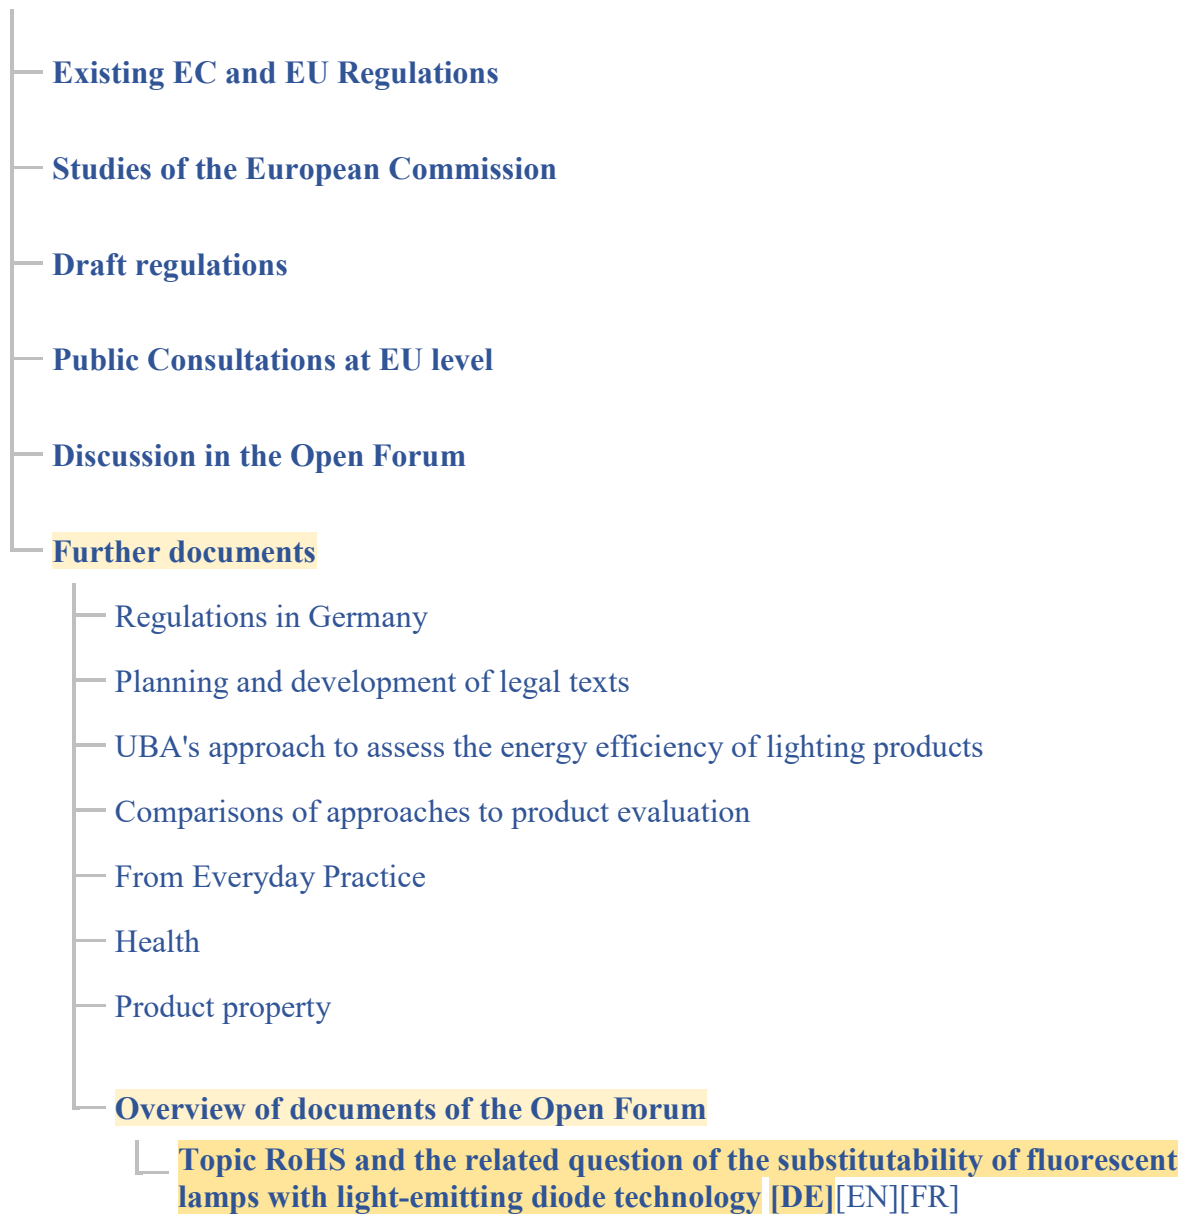 Existing EC and EU Regulations
Studies of the European Commission
Draft regulations
Public Consultations at EU level
Discussion in the Open Forum
Further documents
Regulations in Germany
Planning and development of legal texts
UBA's approach to assess the energy efficiency of lighting products
Comparisons of approaches to product evaluation
From Everyday Practice
Health
Product property
Overview of documents of the Open Forum
Topic RoHS and the related question of the substitutability of fluorescent
lamps with light-emitting diode technology [DE][EN][FR]